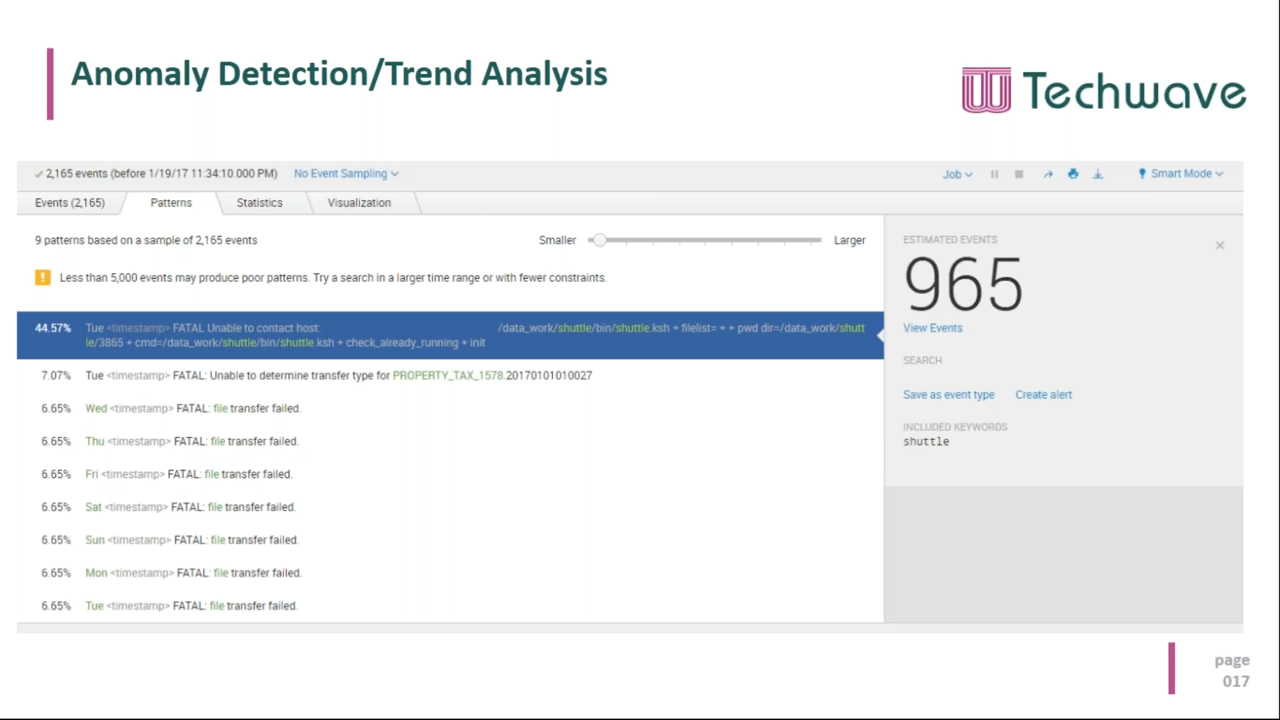 Anomaly Detection/Trend Analysis
Techwave
2,165 events (before 1/19/17 11:34:10.000 PM)
No Event Sampling
Job
Smart Mode
Events (2,165)
Patterns
Statistics
Visualization
9 patterns based on a sample of 2,165 events
Smaller
Larger
Less than 5,000 events may produce poor patterns. Try a search in a larger time range or with fewer constraints.
44.57% Tue <timestamp> FATAL Unable to contact host: /data_work/shuttle/bin/shuttle.ksh + filelist= + + pwd dir=/data_work/shutt
le/3865 + cmd=/data_work/shuttle/bin/shuttle.ksh + check_already_running + init
7.07% Tue <timestamp> FATAL: Unable to determine transfer type for PROPERTY_TAX_1578.20170101010027
6.65% Wed <timestamp> FATAL: file transfer failed.
6.65% Thu <timestamp> FATAL: file transfer failed.
6.65% Fri <timestamp> FATAL: file transfer failed.
6.65% Sat <timestamp> FATAL: file transfer failed.
6.65% Sun <timestamp> FATAL: file transfer failed.
6.65% Mon <timestamp> FATAL: file transfer failed.
6.65% Tue <timestamp> FATAL: file transfer failed.
ESTIMATED EVENTS
965
View Events
SEARCH
Save as event type
Create alert
INCLUDED KEYWORDS
shuttle
page
017